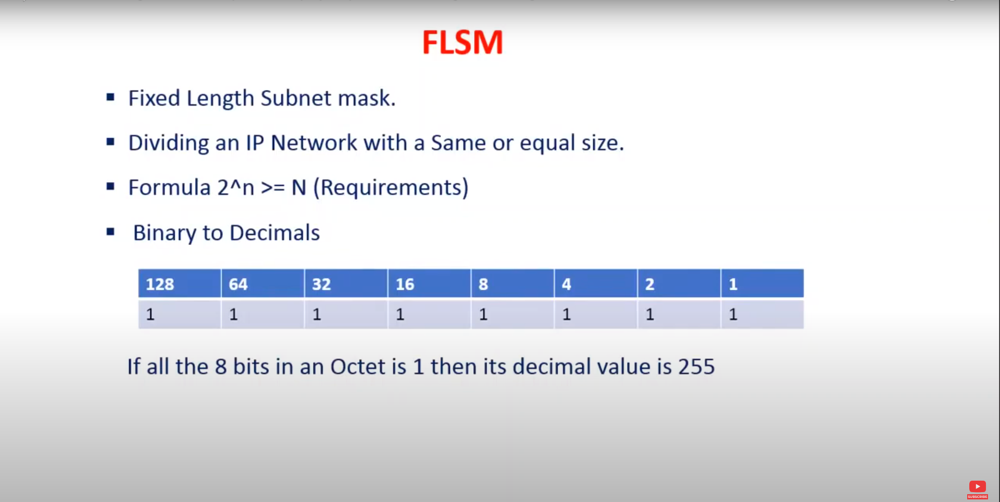 FLSM
Fixed Length Subnet mask.
Dividing an IP Network with a Same or equal size.
Formula 2^n >= N (Requirements)
Binary to Decimals
128 64 32 16 8 4 2 1
1 1 1 1 1 1 1 1
If all the 8 bits in an Octet is 1 then its decimal value is 255
SUBSCRIBE